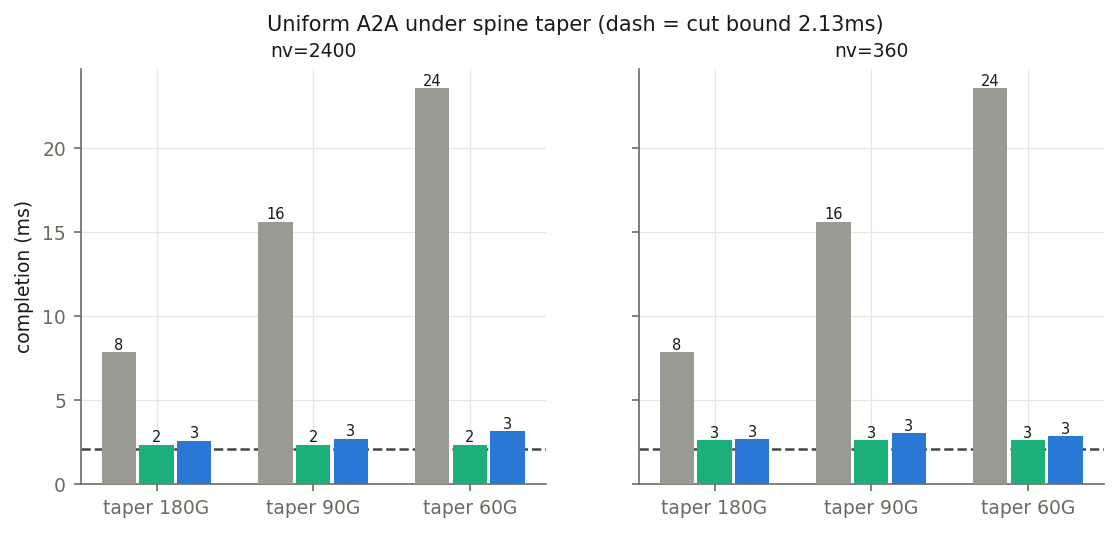 Uniform A2A under spine taper (dash = cut bound 2.13ms)
nv=2400
nv=360
completion (ms)
20
15
10
5
0
8
2
3
16
2
3
24
2
3
8
3
3
16
3
3
24
3
3
taper 180G
taper 90G
taper 60G
taper 180G
taper 90G
taper 60G